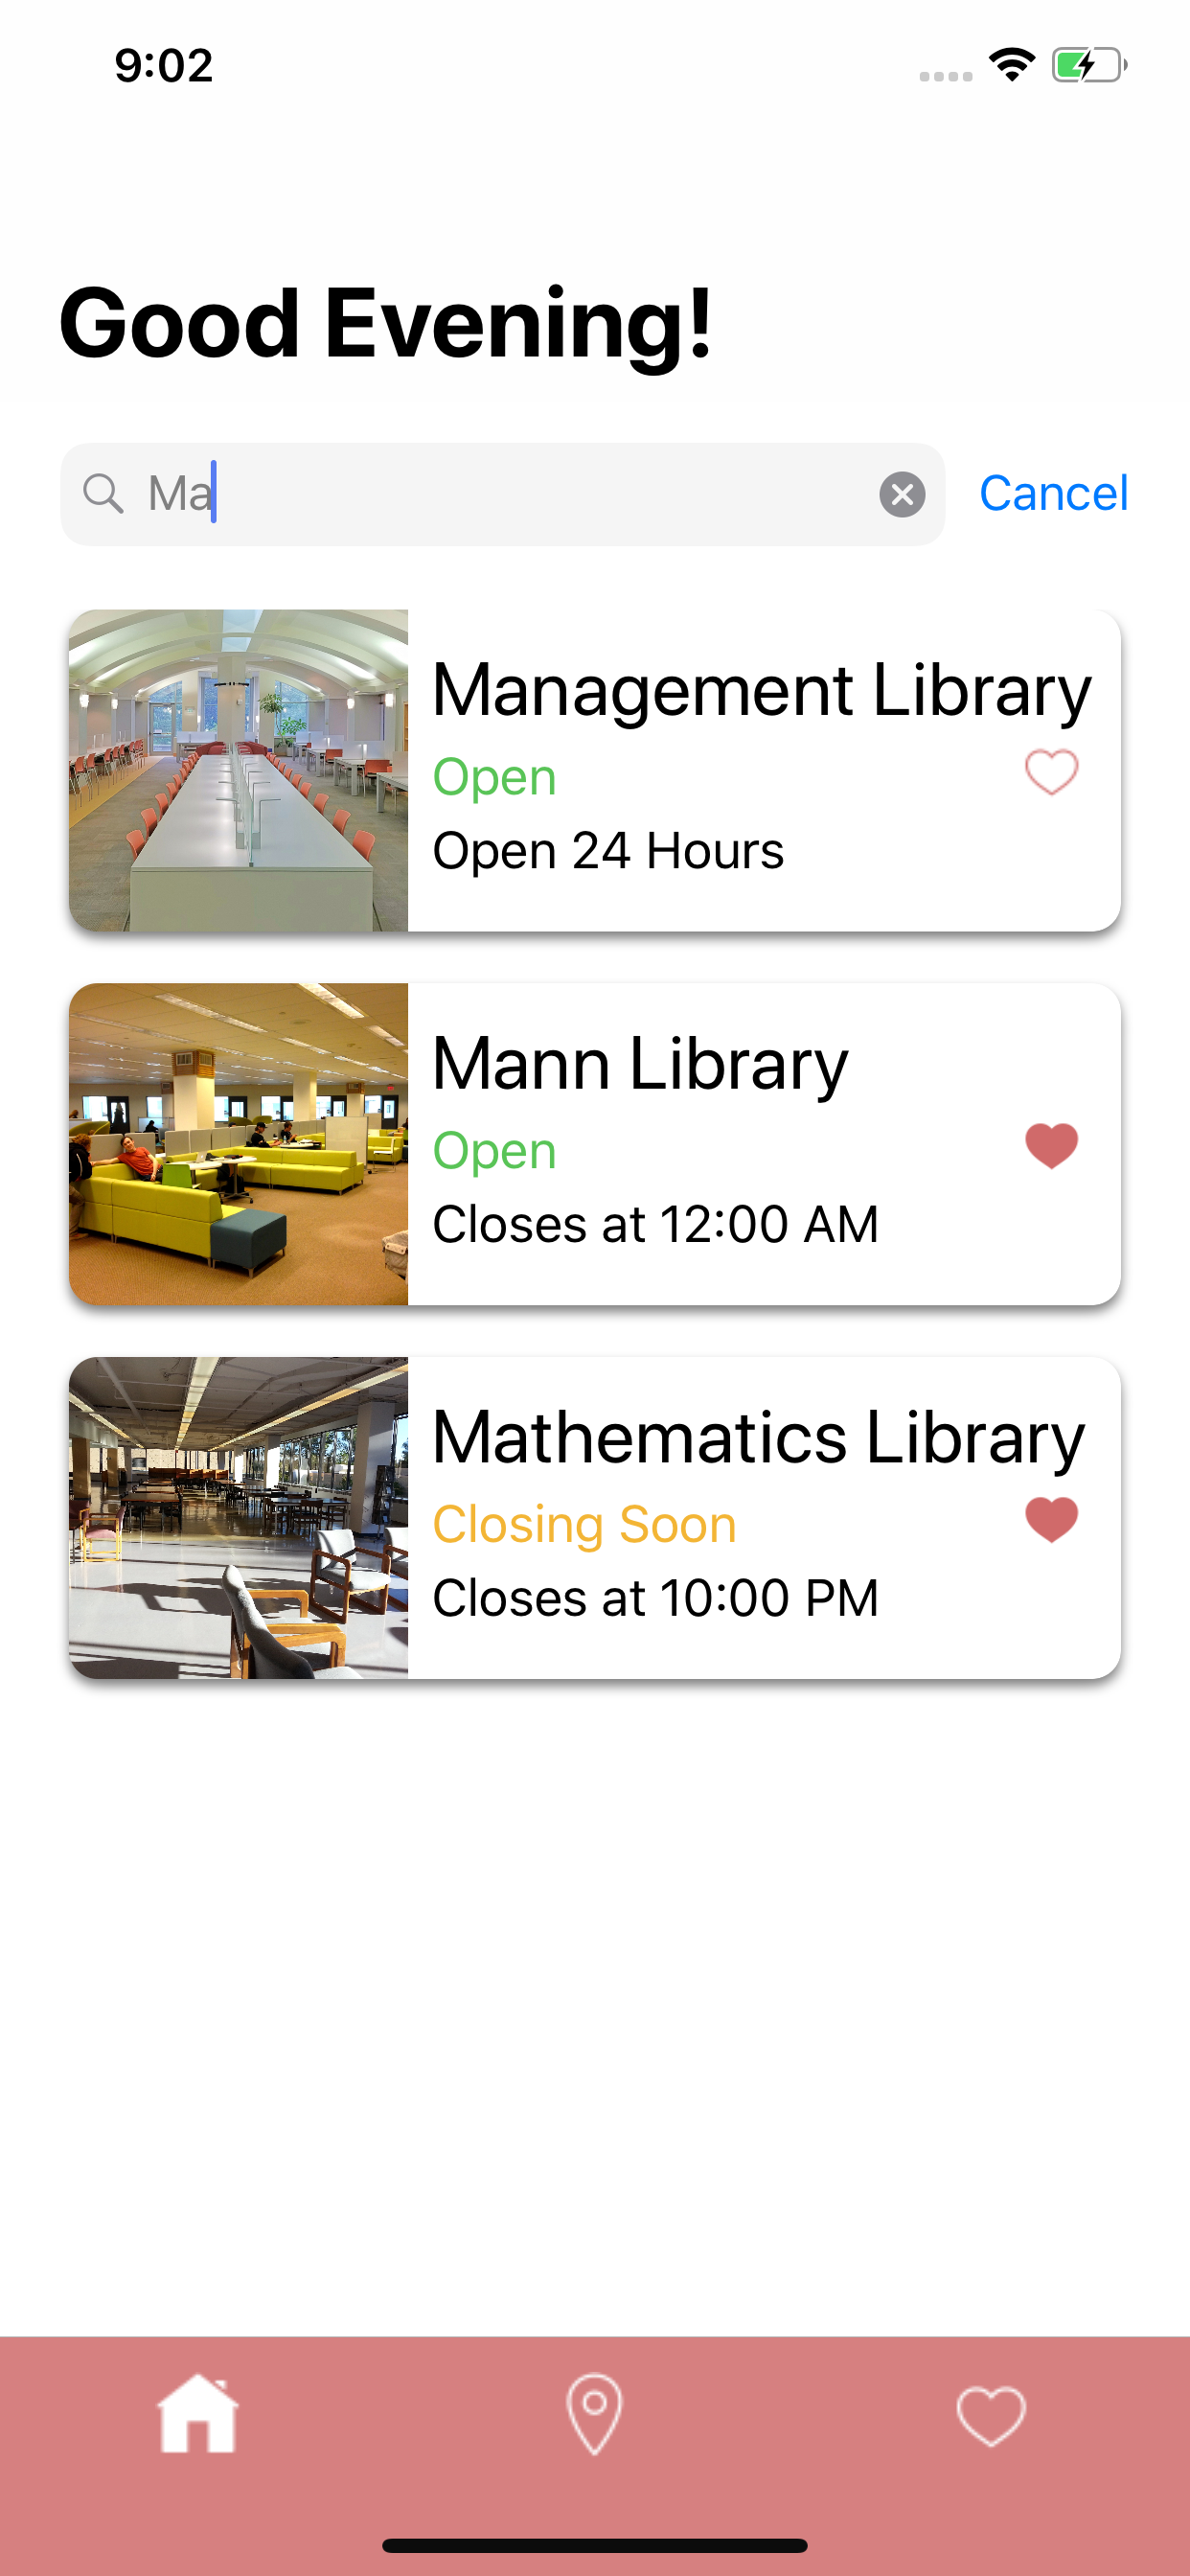 9:02
Good Evening!
Ma
Cancel
Management Library
Open
Open 24 Hours
Mann Library
Open
Closes at 12:00 AM
Mathematics Library
Closing Soon
Closes at 10:00 PM